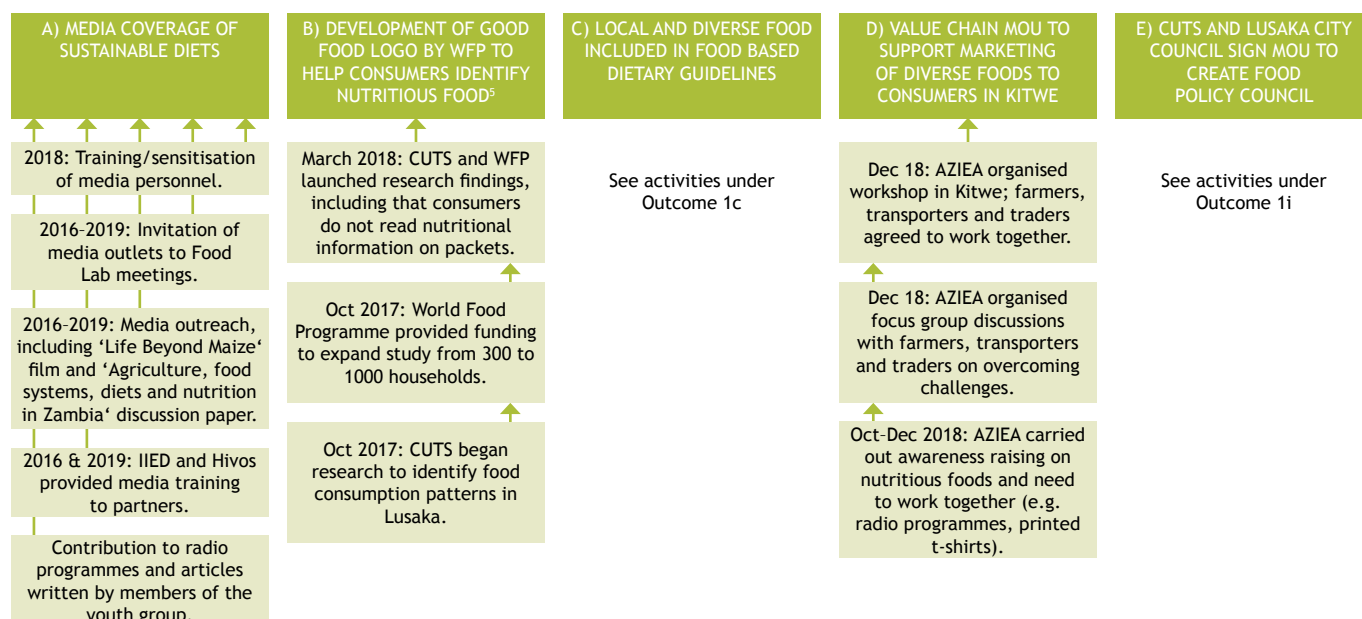 A) MEDIA COVERAGE OF
SUSTAINABLE DIETS
2018: Training/sensitisation
of media personnel.
2016–2019: Invitation of
media outlets to Food
Lab meetings.
2016–2019: Media outreach,
including ‘Life Beyond Maize‘
film and ‘Agriculture, food
systems, diets and nutrition
in Zambia‘ discussion paper.
2016 & 2019: IIED and Hivos
provided media training
to partners.
Contribution to radio
programmes and articles
written by members of the
youth group.
B) DEVELOPMENT OF GOOD
FOOD LOGO BY WFP TO
HELP CONSUMERS IDENTIFY
NUTRITIOUS FOOD⁵
March 2018: CUTS and WFP
launched research findings,
including that consumers
do not read nutritional
information on packets.
Oct 2017: World Food
Programme provided funding
to expand study from 300 to
1000 households.
Oct 2017: CUTS began
research to identify food
consumption patterns in
Lusaka.
C) LOCAL AND DIVERSE FOOD
INCLUDED IN FOOD BASED
DIETARY GUIDELINES
See activities under
Outcome 1c
D) VALUE CHAIN MOU TO
SUPPORT MARKETING
OF DIVERSE FOODS TO
CONSUMERS IN KITWE
Dec 18: AZIEA organised
workshop in Kitwe; farmers,
transporters and traders
agreed to work together.
Dec 18: AZIEA organised
focus group discussions
with farmers, transporters
and traders on overcoming
challenges.
Oct–Dec 2018: AZIEA carried
out awareness raising on
nutritious foods and need
to work together (e.g.
radio programmes, printed
t-shirts).
E) CUTS AND LUSAKA CITY
COUNCIL SIGN MOU TO
CREATE FOOD
POLICY COUNCIL
See activities under
Outcome 1i